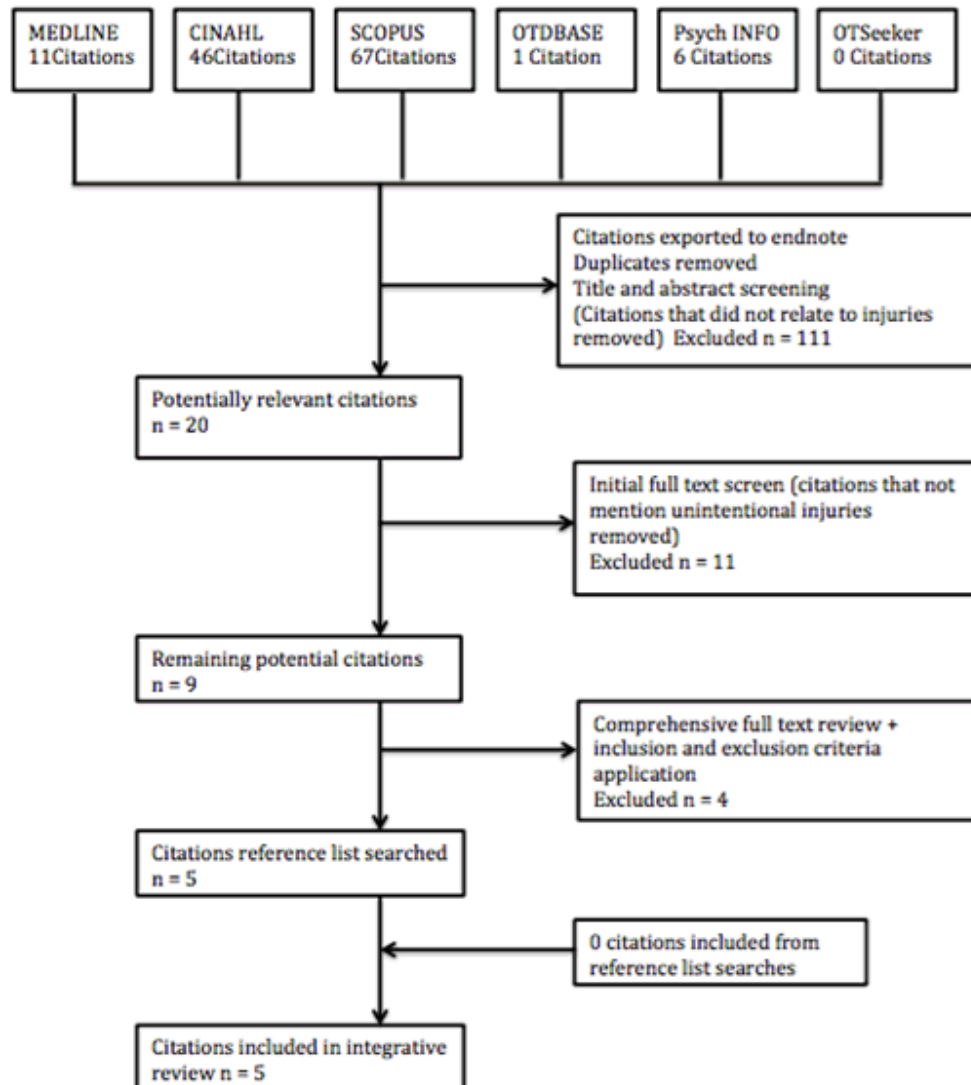 MEDLINE
11Citations
CINAHL
46Citations
SCOPUS
67Citations
OTDBASE
1 Citation
Psych INFO
6 Citations
OTSeeker
0 Citations
Citations exported to endnote
Duplicates removed
Title and abstract screening
(Citations that did not relate to injuries
removed) Excluded n = 111
Potentially relevant citations
n = 20
Initial full text screen (citations that not
mention unintentional injuries
removed)
Excluded n = 11
Remaining potential citations
n = 9
Comprehensive full text review +
inclusion and exclusion criteria
application
Excluded n = 4
Citations reference list searched
n = 5
0 citations included from
reference list searches
Citations included in integrative
review n = 5